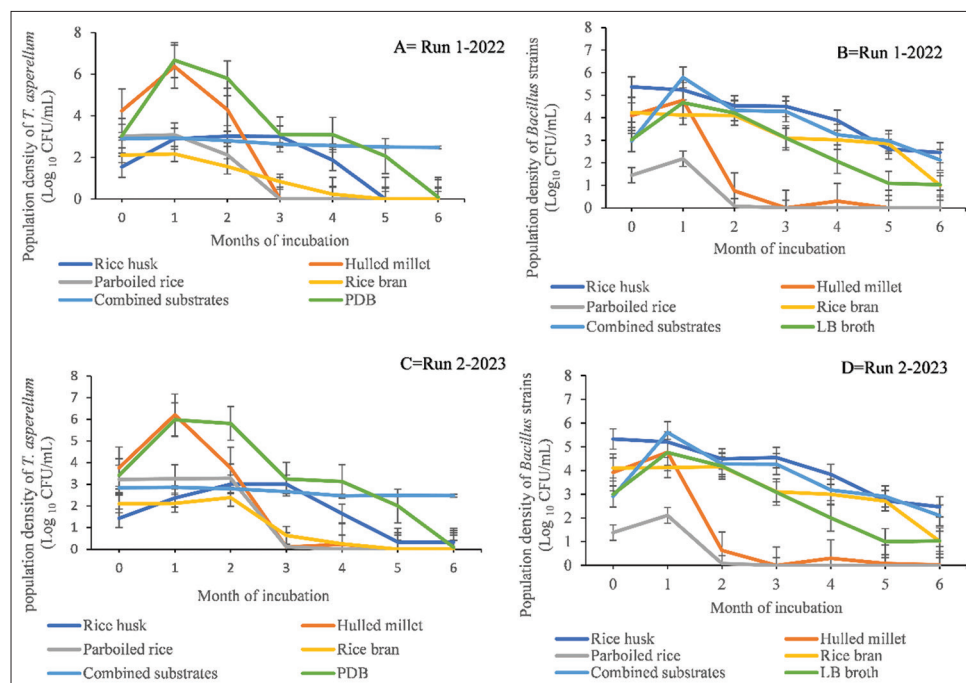 A= Run 1-2022
Population density of T. asperellum
(Log 10 CFU/mL)
8
6
4
2
0
0 1 2 3 4 5 6
Months of incubation
Rice husk Hulled millet
Parboiled rice Rice bran
Combined substrates PDB
B= Run 1-2022
Population density of Bacillus strains
(Log10 CFU/mL)
8
7
6
5
4
3
2
1
0
0 1 2 3 4 5 6
Month of incubation
Rice husk Hulled millet
Parboiled rice Rice bran
Combined substrates LB broth
C=Run 2-2023
population density of T. asperellum
(Log 10 CFU/mL)
8
7
6
5
4
3
2
1
0
0 1 2 3 4 5 6
Month of incubation
Rice husk Hulled millet
Parboiled rice Rice bran
Combined substrates PDB
D=Run 2-2023
Population density of Bacillus strains
(Log10 CFU/mL)
8
7
6
5
4
3
2
1
0
0 1 2 3 4 5 6
Month of incubation
Rice husk Hulled millet
Parboiled rice Rice bran
Combined substrates LB broth